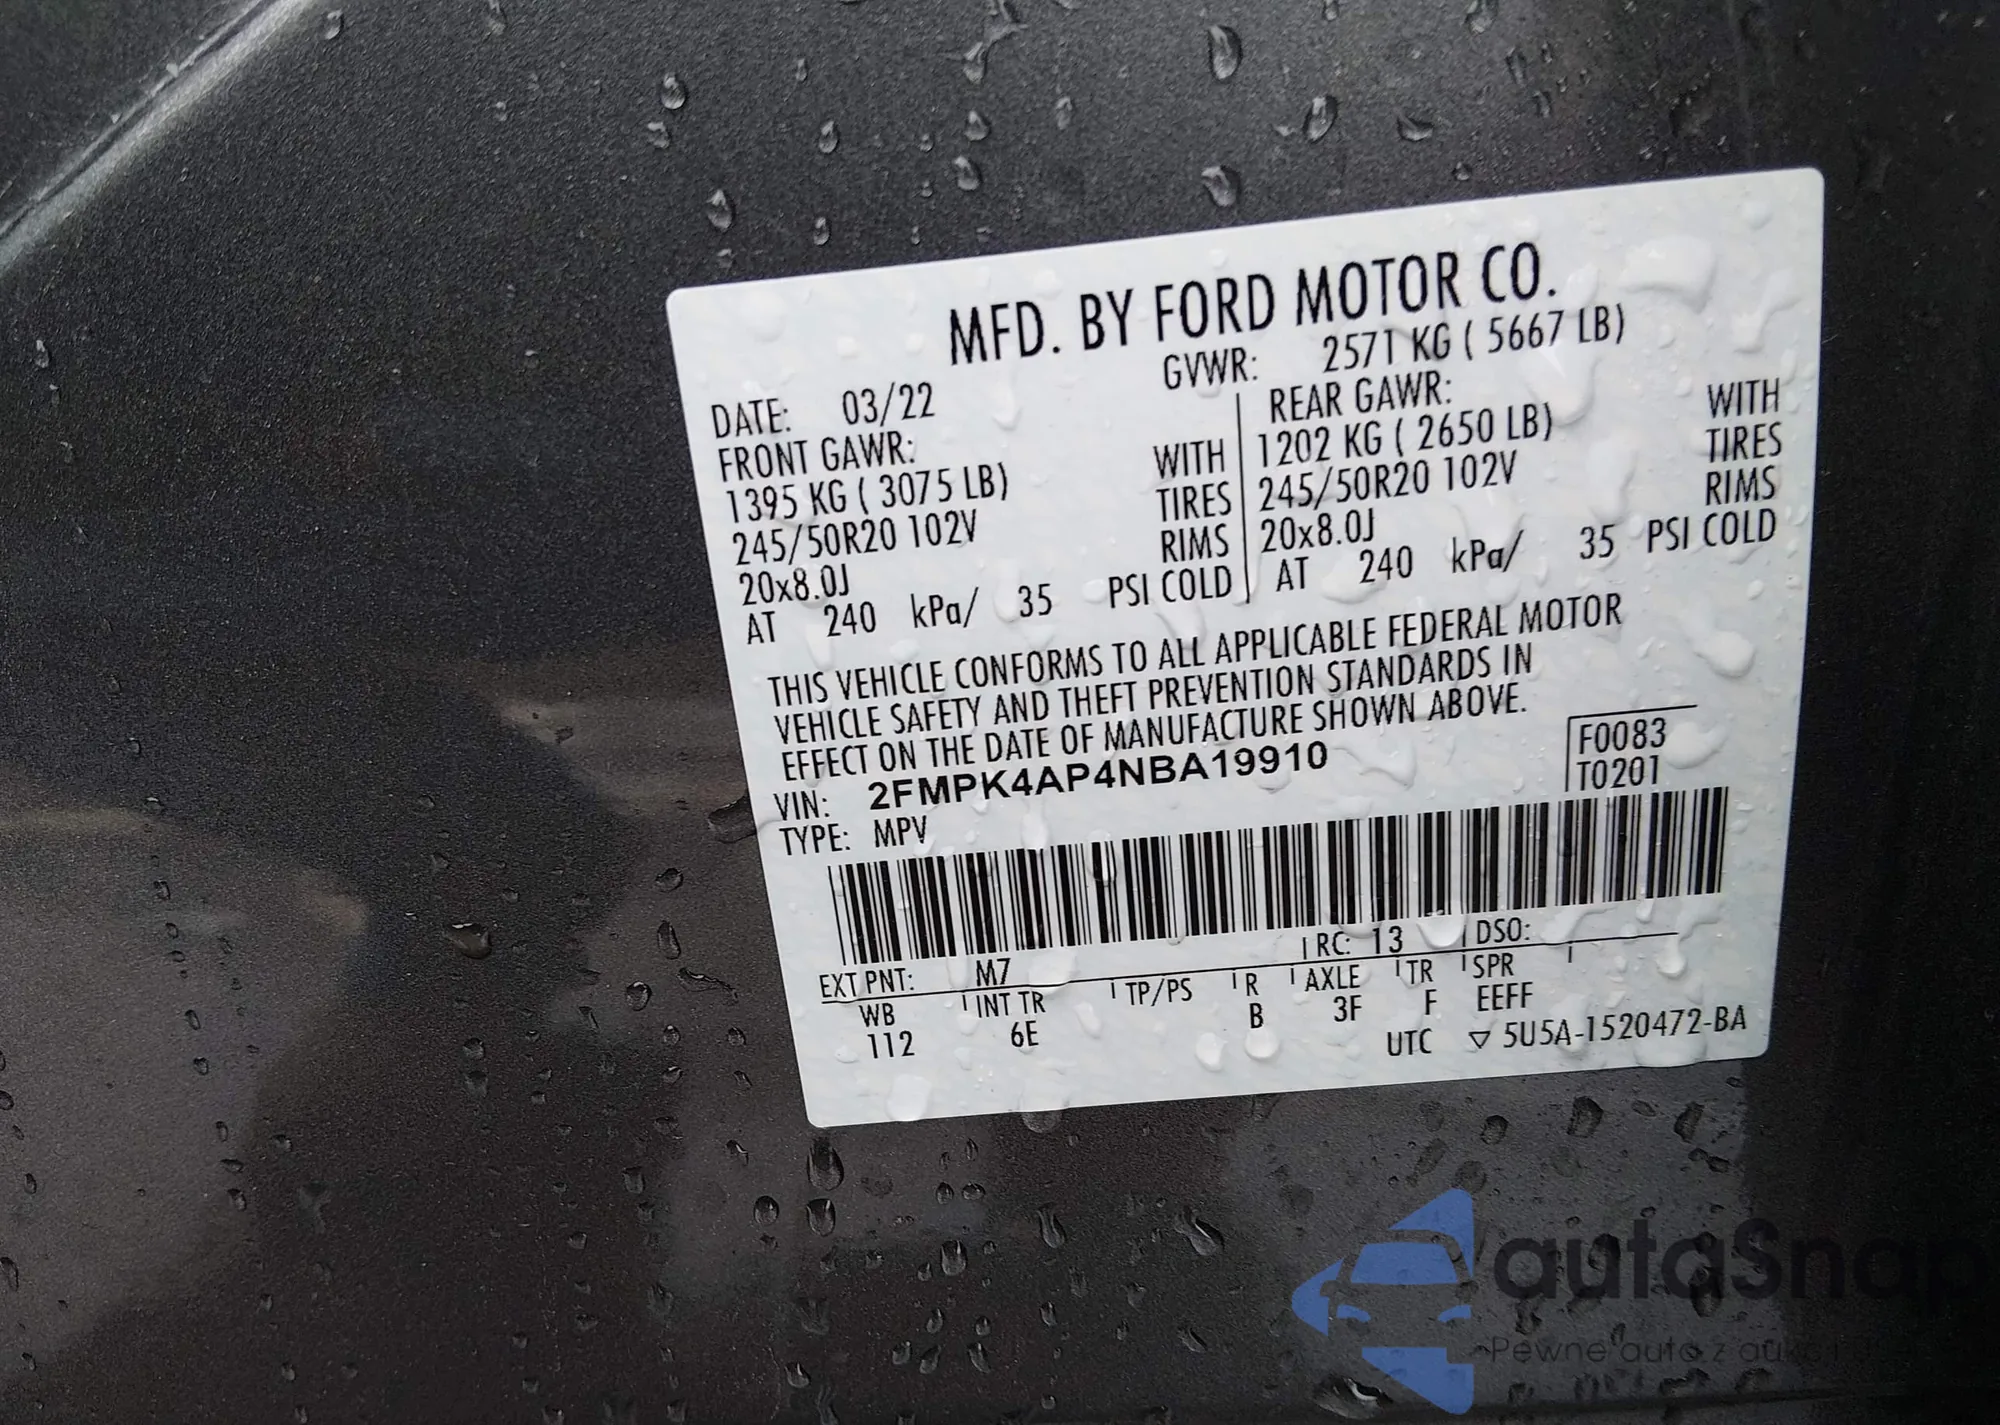 MFD. BY FORD MOTOR CO.
DATE: 03/22 GVWR: 2571 KG ( 5667 LB)
FRONT GAWR: REAR GAWR:
1395 KG ( 3075 LB) WITH 1202 KG ( 2650 LB) WITH
245/50R20 102V TIRES 245/50R20 102V TIRES
20x8.0J RIMS 20x8.0J RIMS
AT 240 kPa/ 35 PSI COLD AT 240 kPa/ 35 PSI COLD
THIS VEHICLE CONFORMS TO ALL APPLICABLE FEDERAL MOTOR
VEHICLE SAFETY AND THEFT PREVENTION STANDARDS IN
EFFECT ON THE DATE OF MANUFACTURE SHOWN ABOVE.
VIN: 2FMPK4AP4NBA19910 F0083
TYPE: MPV T0201
EXT PNT: M7 RC: 13 DSO:
WB INT TR TP/PS R AXLE TR SPR
112 6E B 3F F EEFF
UTC ▽ 5U5A-1520472-BA
autaSnap
Pewne auto z